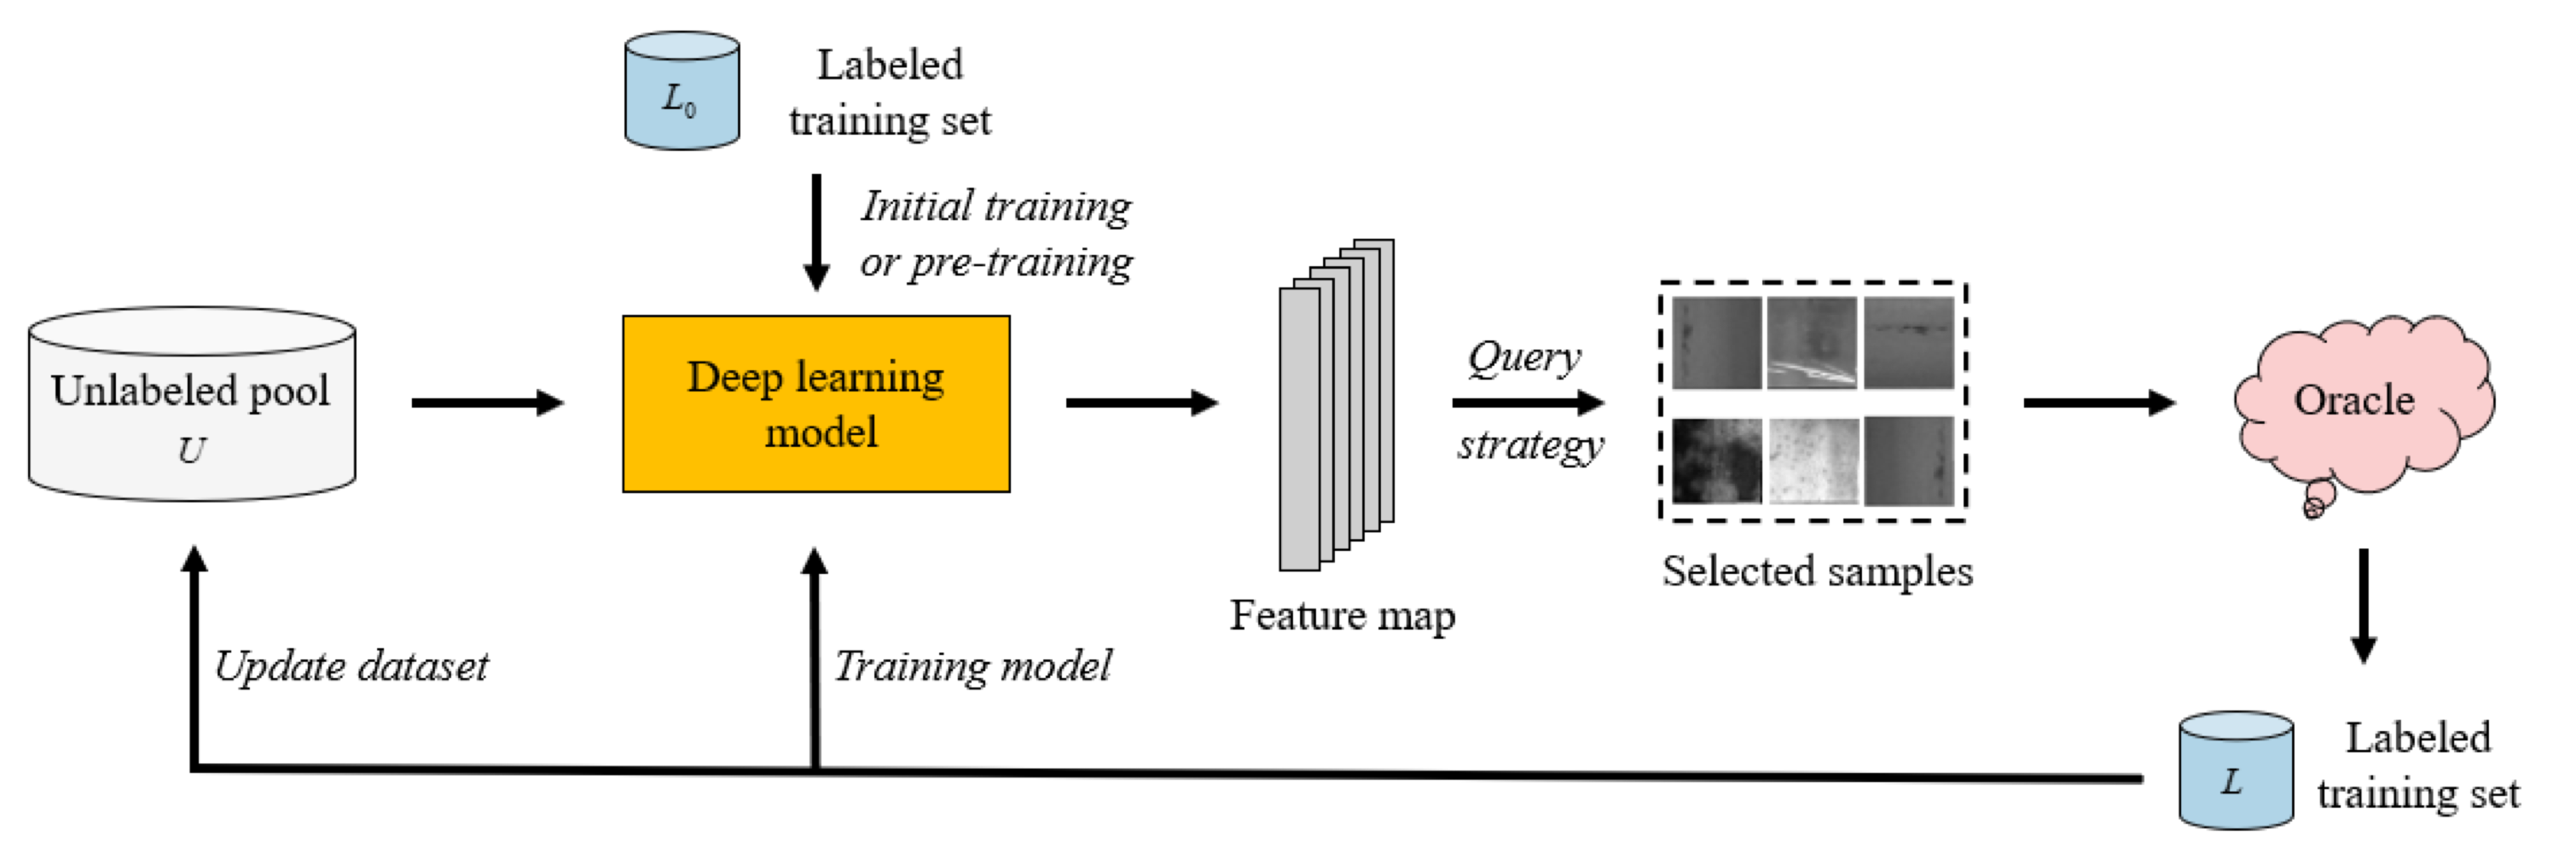 L₀
Labeled
training set
Initial training
or pre-training
Unlabeled pool
U
Deep learning
model
Feature map
Query
strategy
Selected samples
Oracle
Update dataset
Training model
L
Labeled
training set